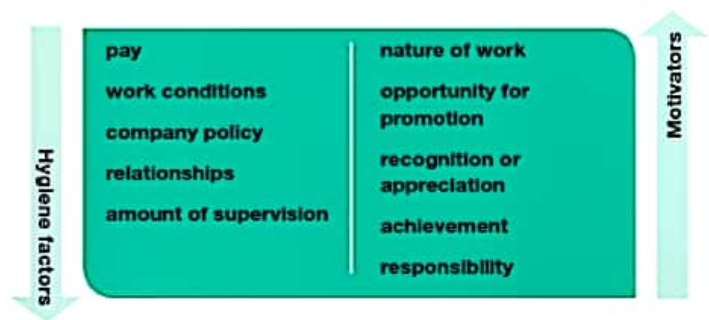 Hygiene factors
pay
work conditions
company policy
relationships
amount of supervision
nature of work
opportunity for
promotion
recognition or
appreciation
achievement
responsibility
Motivators